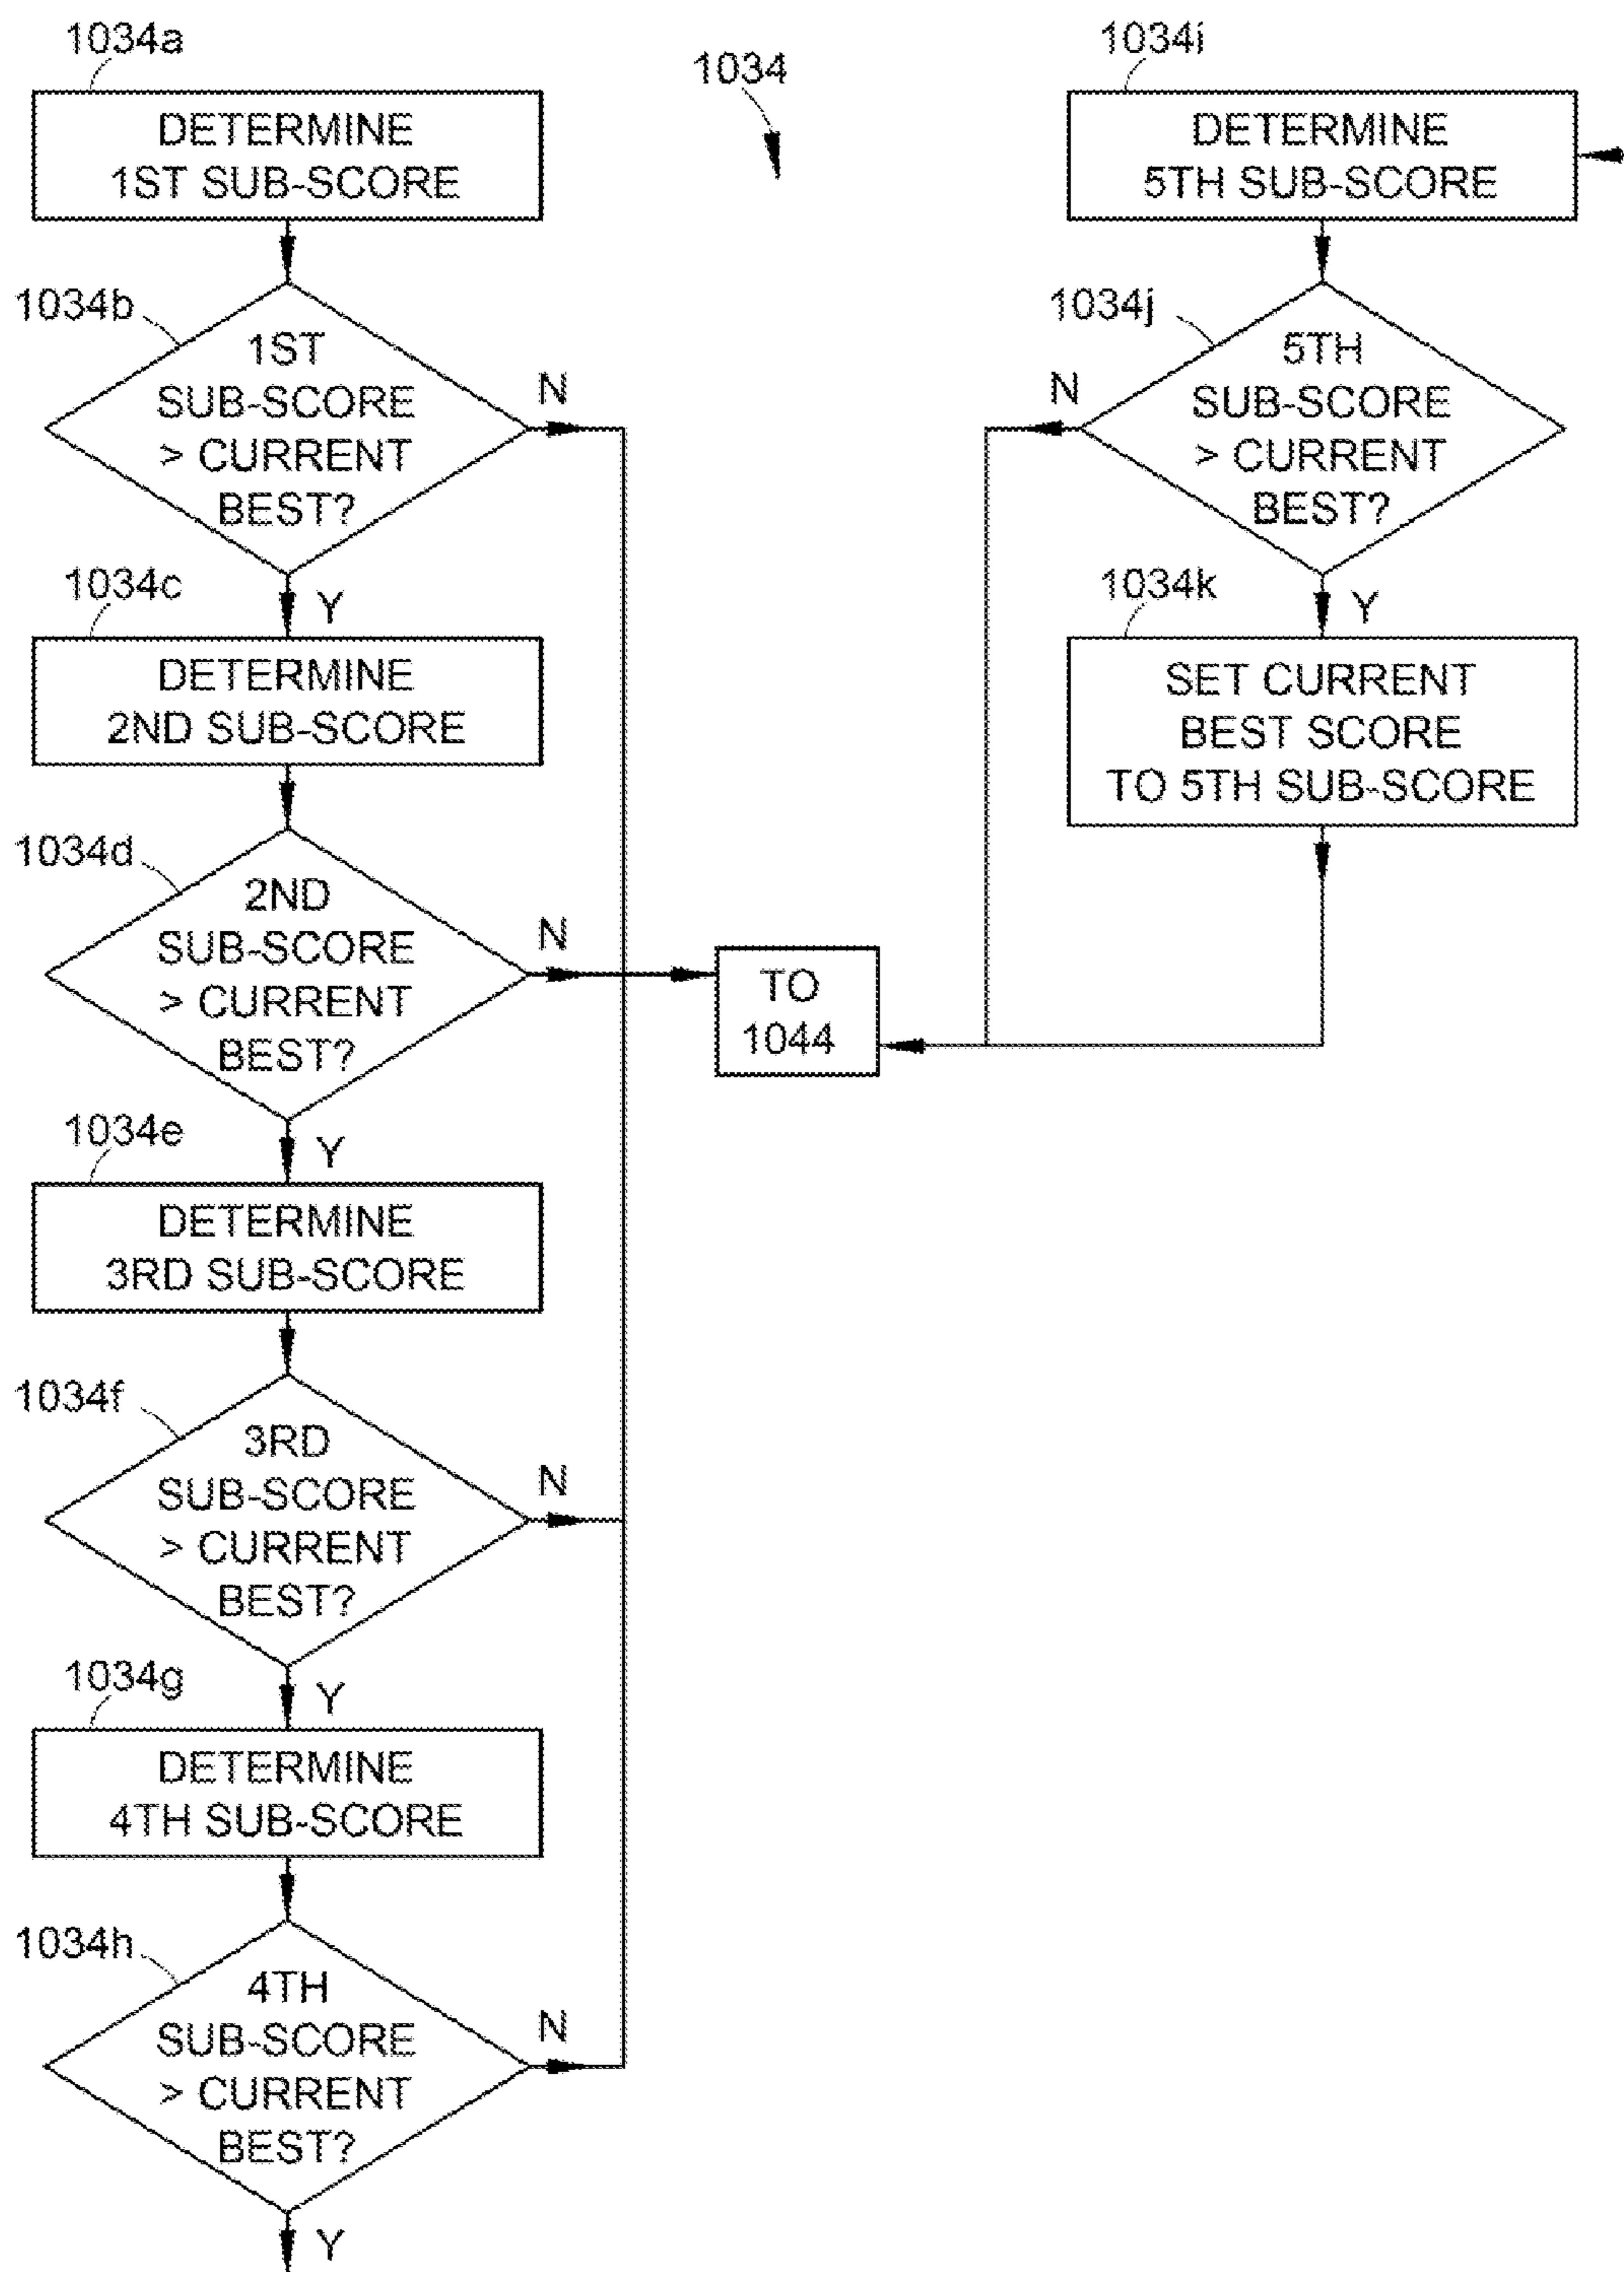 1034a
DETERMINE
1ST SUB-SCORE
1034b
1ST
SUB-SCORE
> CURRENT
BEST?
N
Y
1034c
DETERMINE
2ND SUB-SCORE
1034d
2ND
SUB-SCORE
> CURRENT
BEST?
N
Y
1034e
DETERMINE
3RD SUB-SCORE
1034f
3RD
SUB-SCORE
> CURRENT
BEST?
N
Y
1034g
DETERMINE
4TH SUB-SCORE
1034h
4TH
SUB-SCORE
> CURRENT
BEST?
N
Y
1034
TO
1044
1034i
DETERMINE
5TH SUB-SCORE
1034j
5TH
SUB-SCORE
> CURRENT
BEST?
N
Y
1034k
SET CURRENT
BEST SCORE
TO 5TH SUB-SCORE